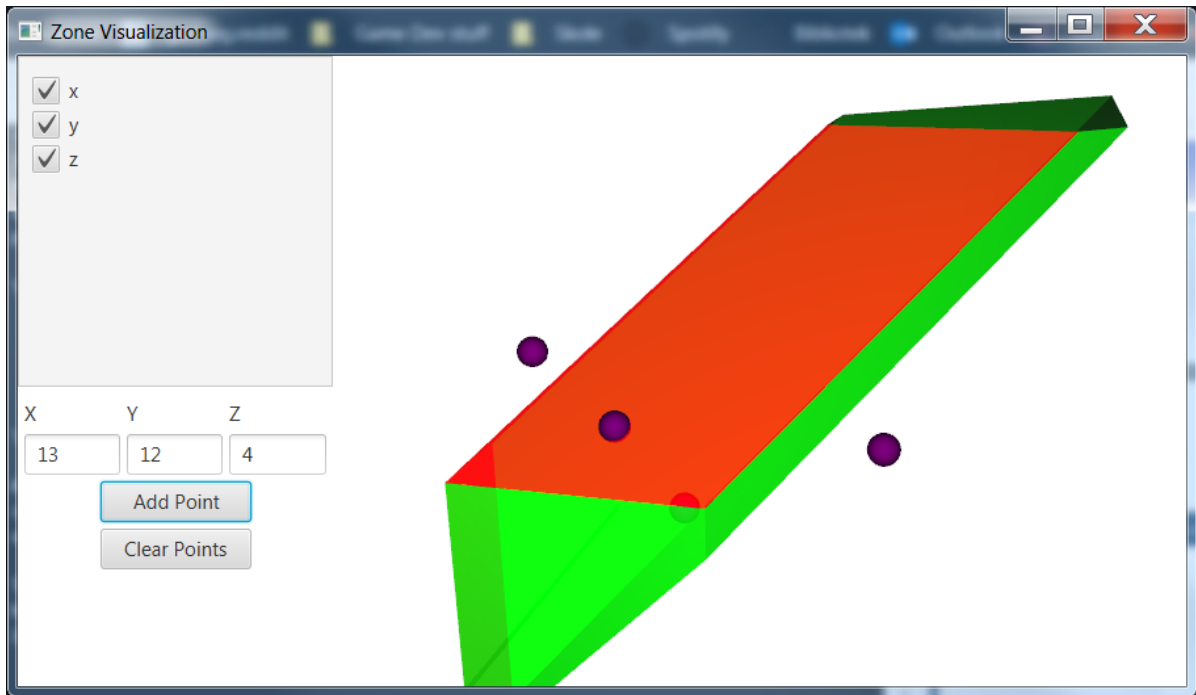 Zone Visualization
x
y
z
X Y Z
13 12 4
Add Point
Clear Points